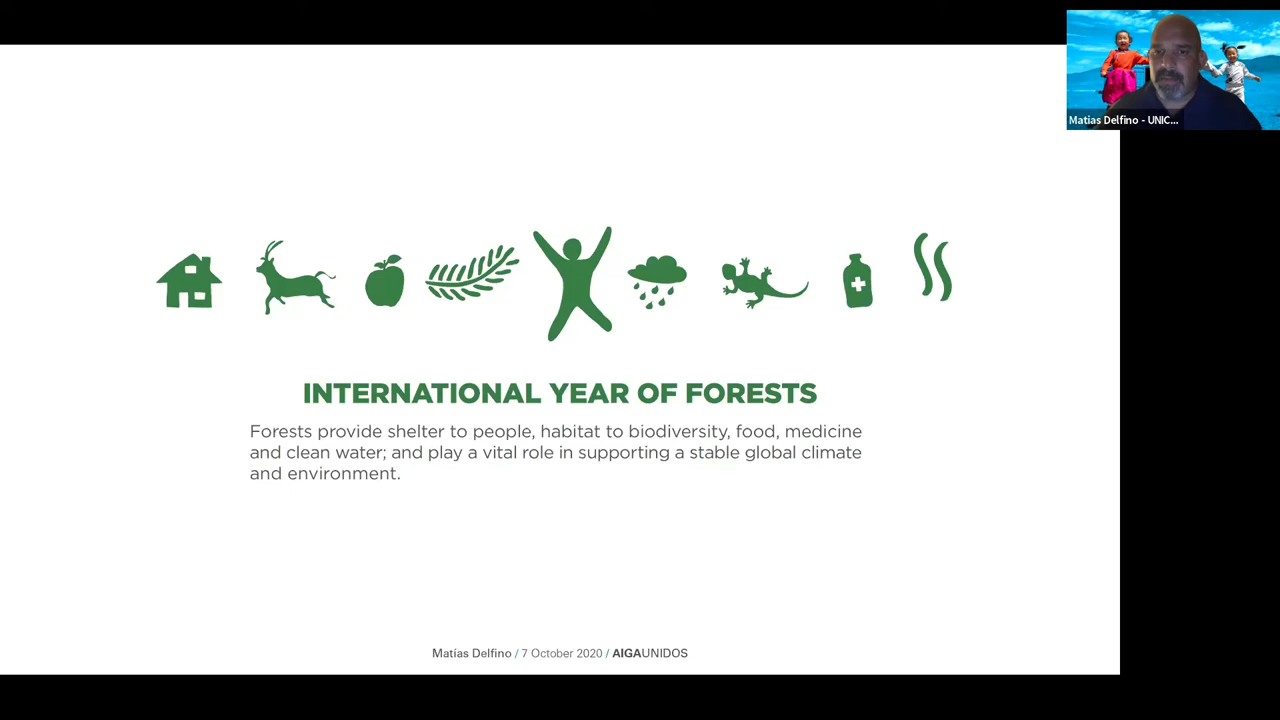 Matias Delfino - UNIC...
INTERNATIONAL YEAR OF FORESTS
Forests provide shelter to people, habitat to biodiversity, food, medicine
and clean water; and play a vital role in supporting a stable global climate
and environment.
Matías Delfino / 7 October 2020 / AIGAUNIDOS